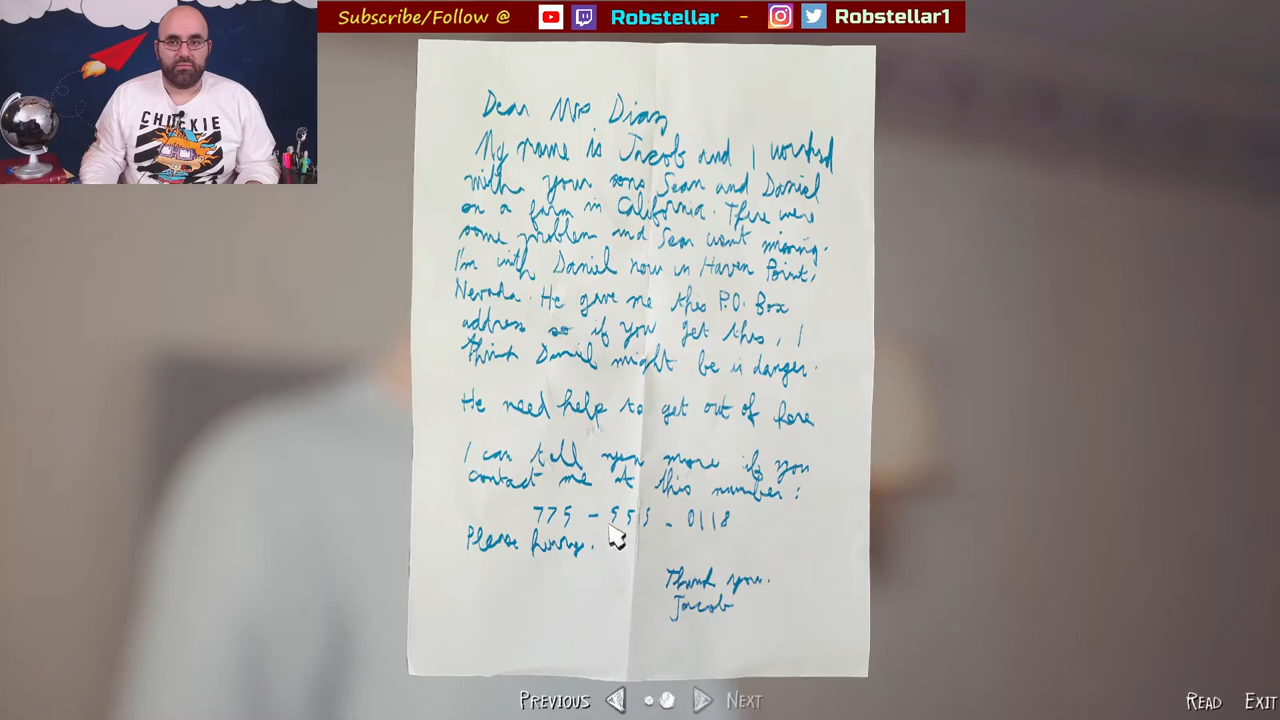 Subscribe/Follow @ Robstellar - Robstellar1
CHUCKIE
Dear Mrs Diaz
My name is Jacob and I worked
with your sons Sean and Daniel
on a farm in California. There were
some problem and Sean went missing.
I'm with Daniel now in Haven Point,
Nevada. He gave me this P.O. Box
address so if you get this, I
think Daniel might be in danger.
He need help to get out of here
I can tell you more if you
contact me at this number:
775 - 555 - 0118
Please hurry.
Thank you.
Jacob
PREVIOUS NEXT
READ EXIT